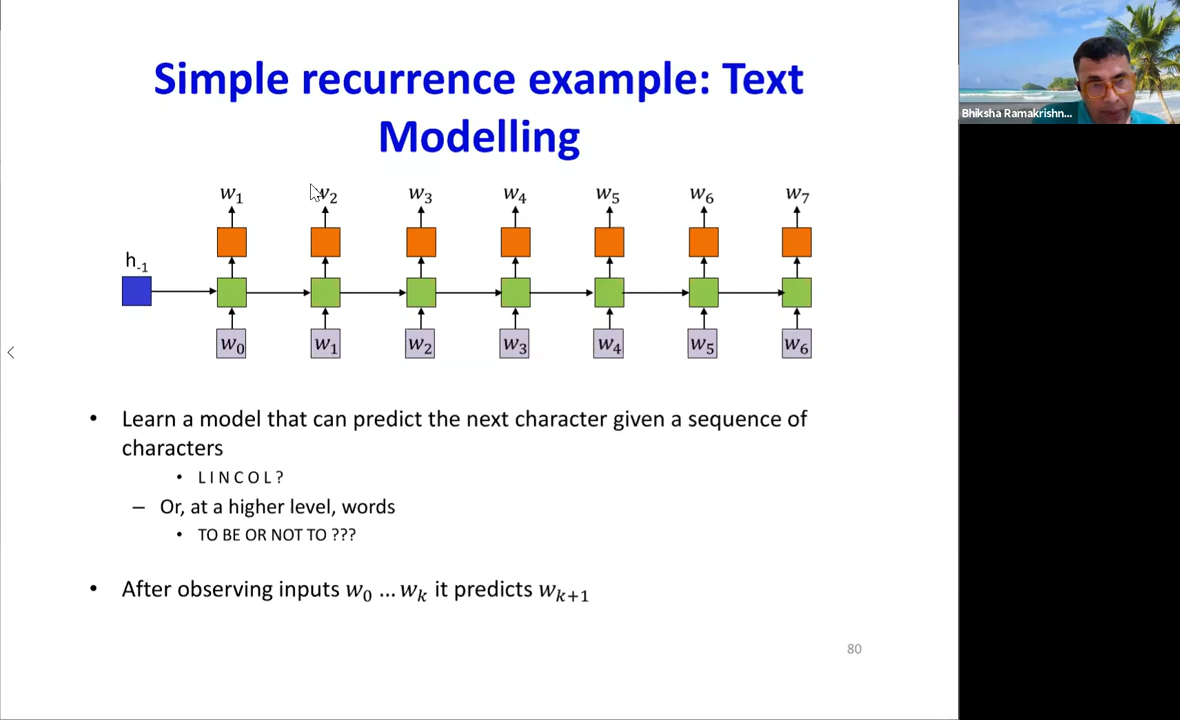 Simple recurrence example: Text
Modelling
w₁ w₂ w₃ w₄ w₅ w₆ w₇
h₋₁
w₀ w₁ w₂ w₃ w₄ w₅ w₆
• Learn a model that can predict the next character given a sequence of
characters
• L I N C O L ?
– Or, at a higher level, words
• TO BE OR NOT TO ???
• After observing inputs w₀ … wₖ it predicts wₖ₊₁
80
Bhiksha Ramakrishn...